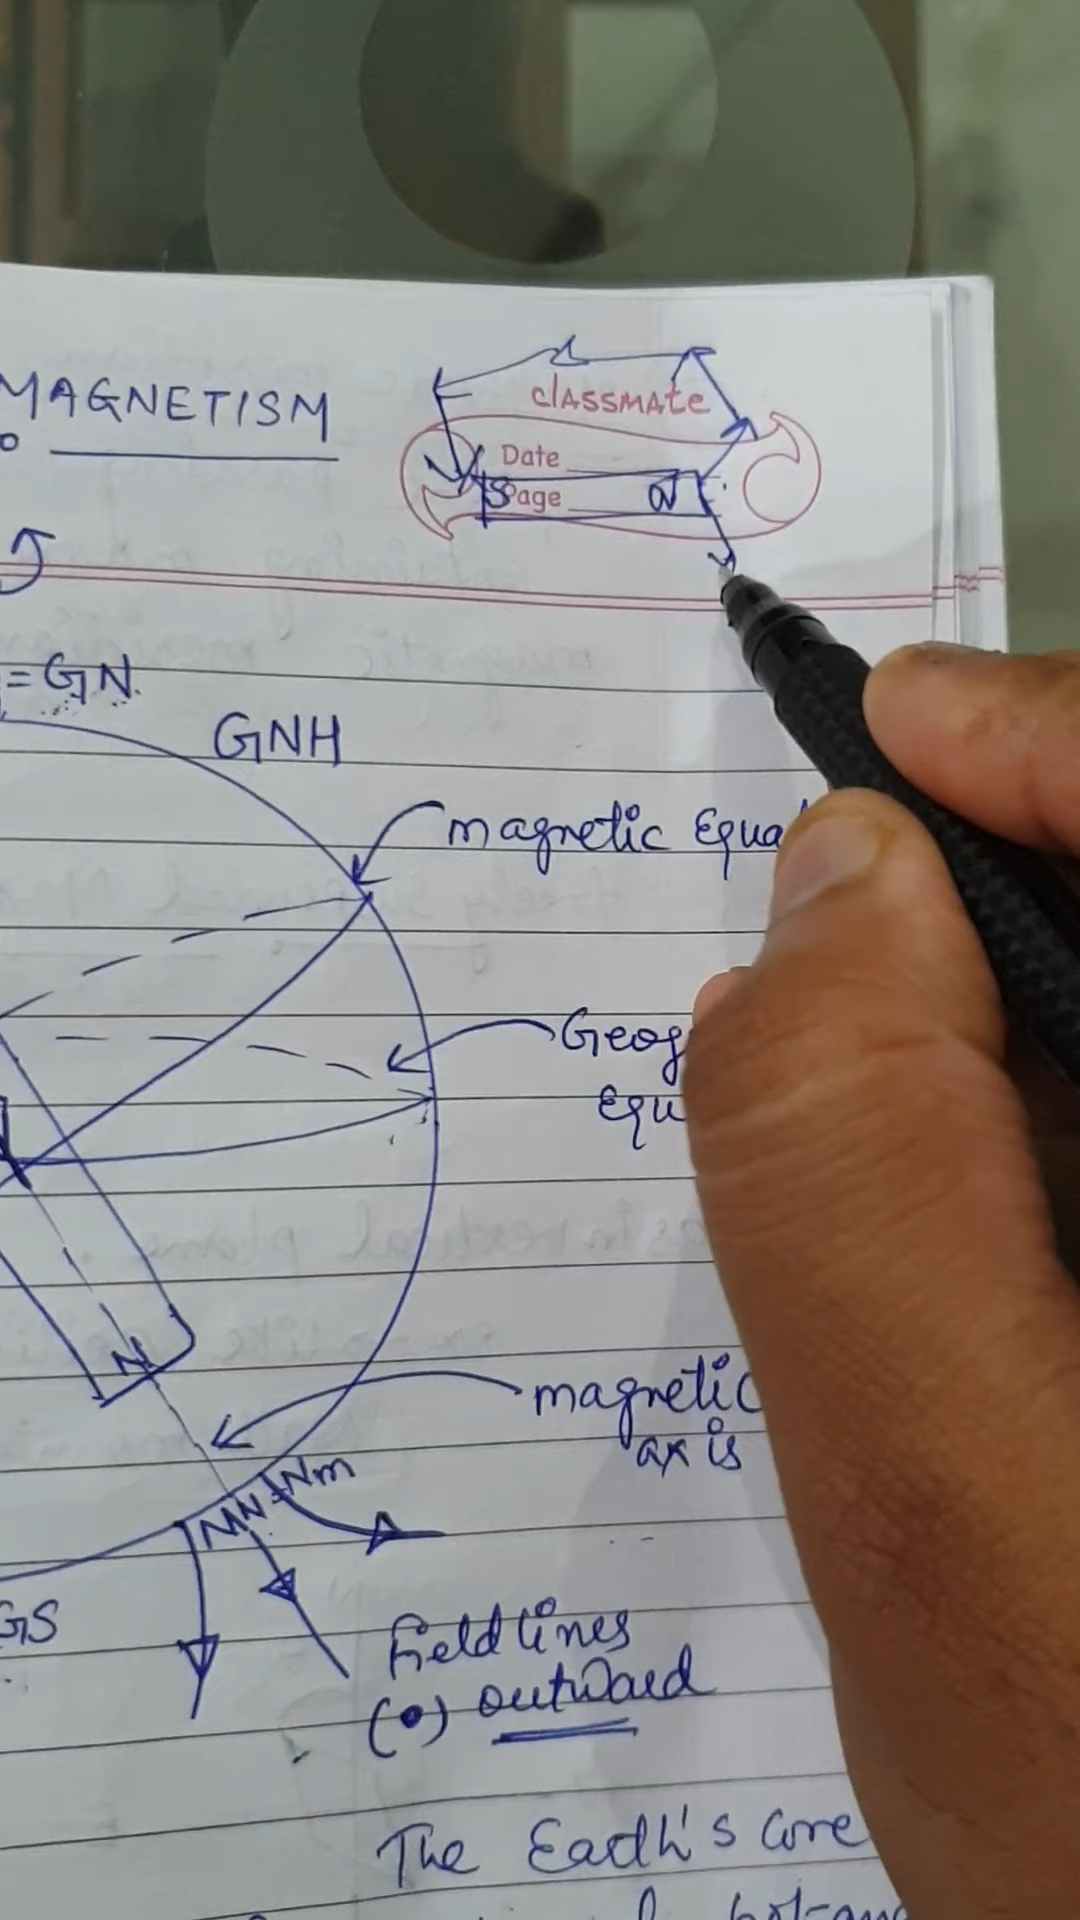 MAGNETISM
classmate
Date
Page
S
N
= GN
GNH
magnetic Equa
Geog
Equ
N
magnetic
axis
MN = Nm
GS
field lines
(•) outward
The Earth's core